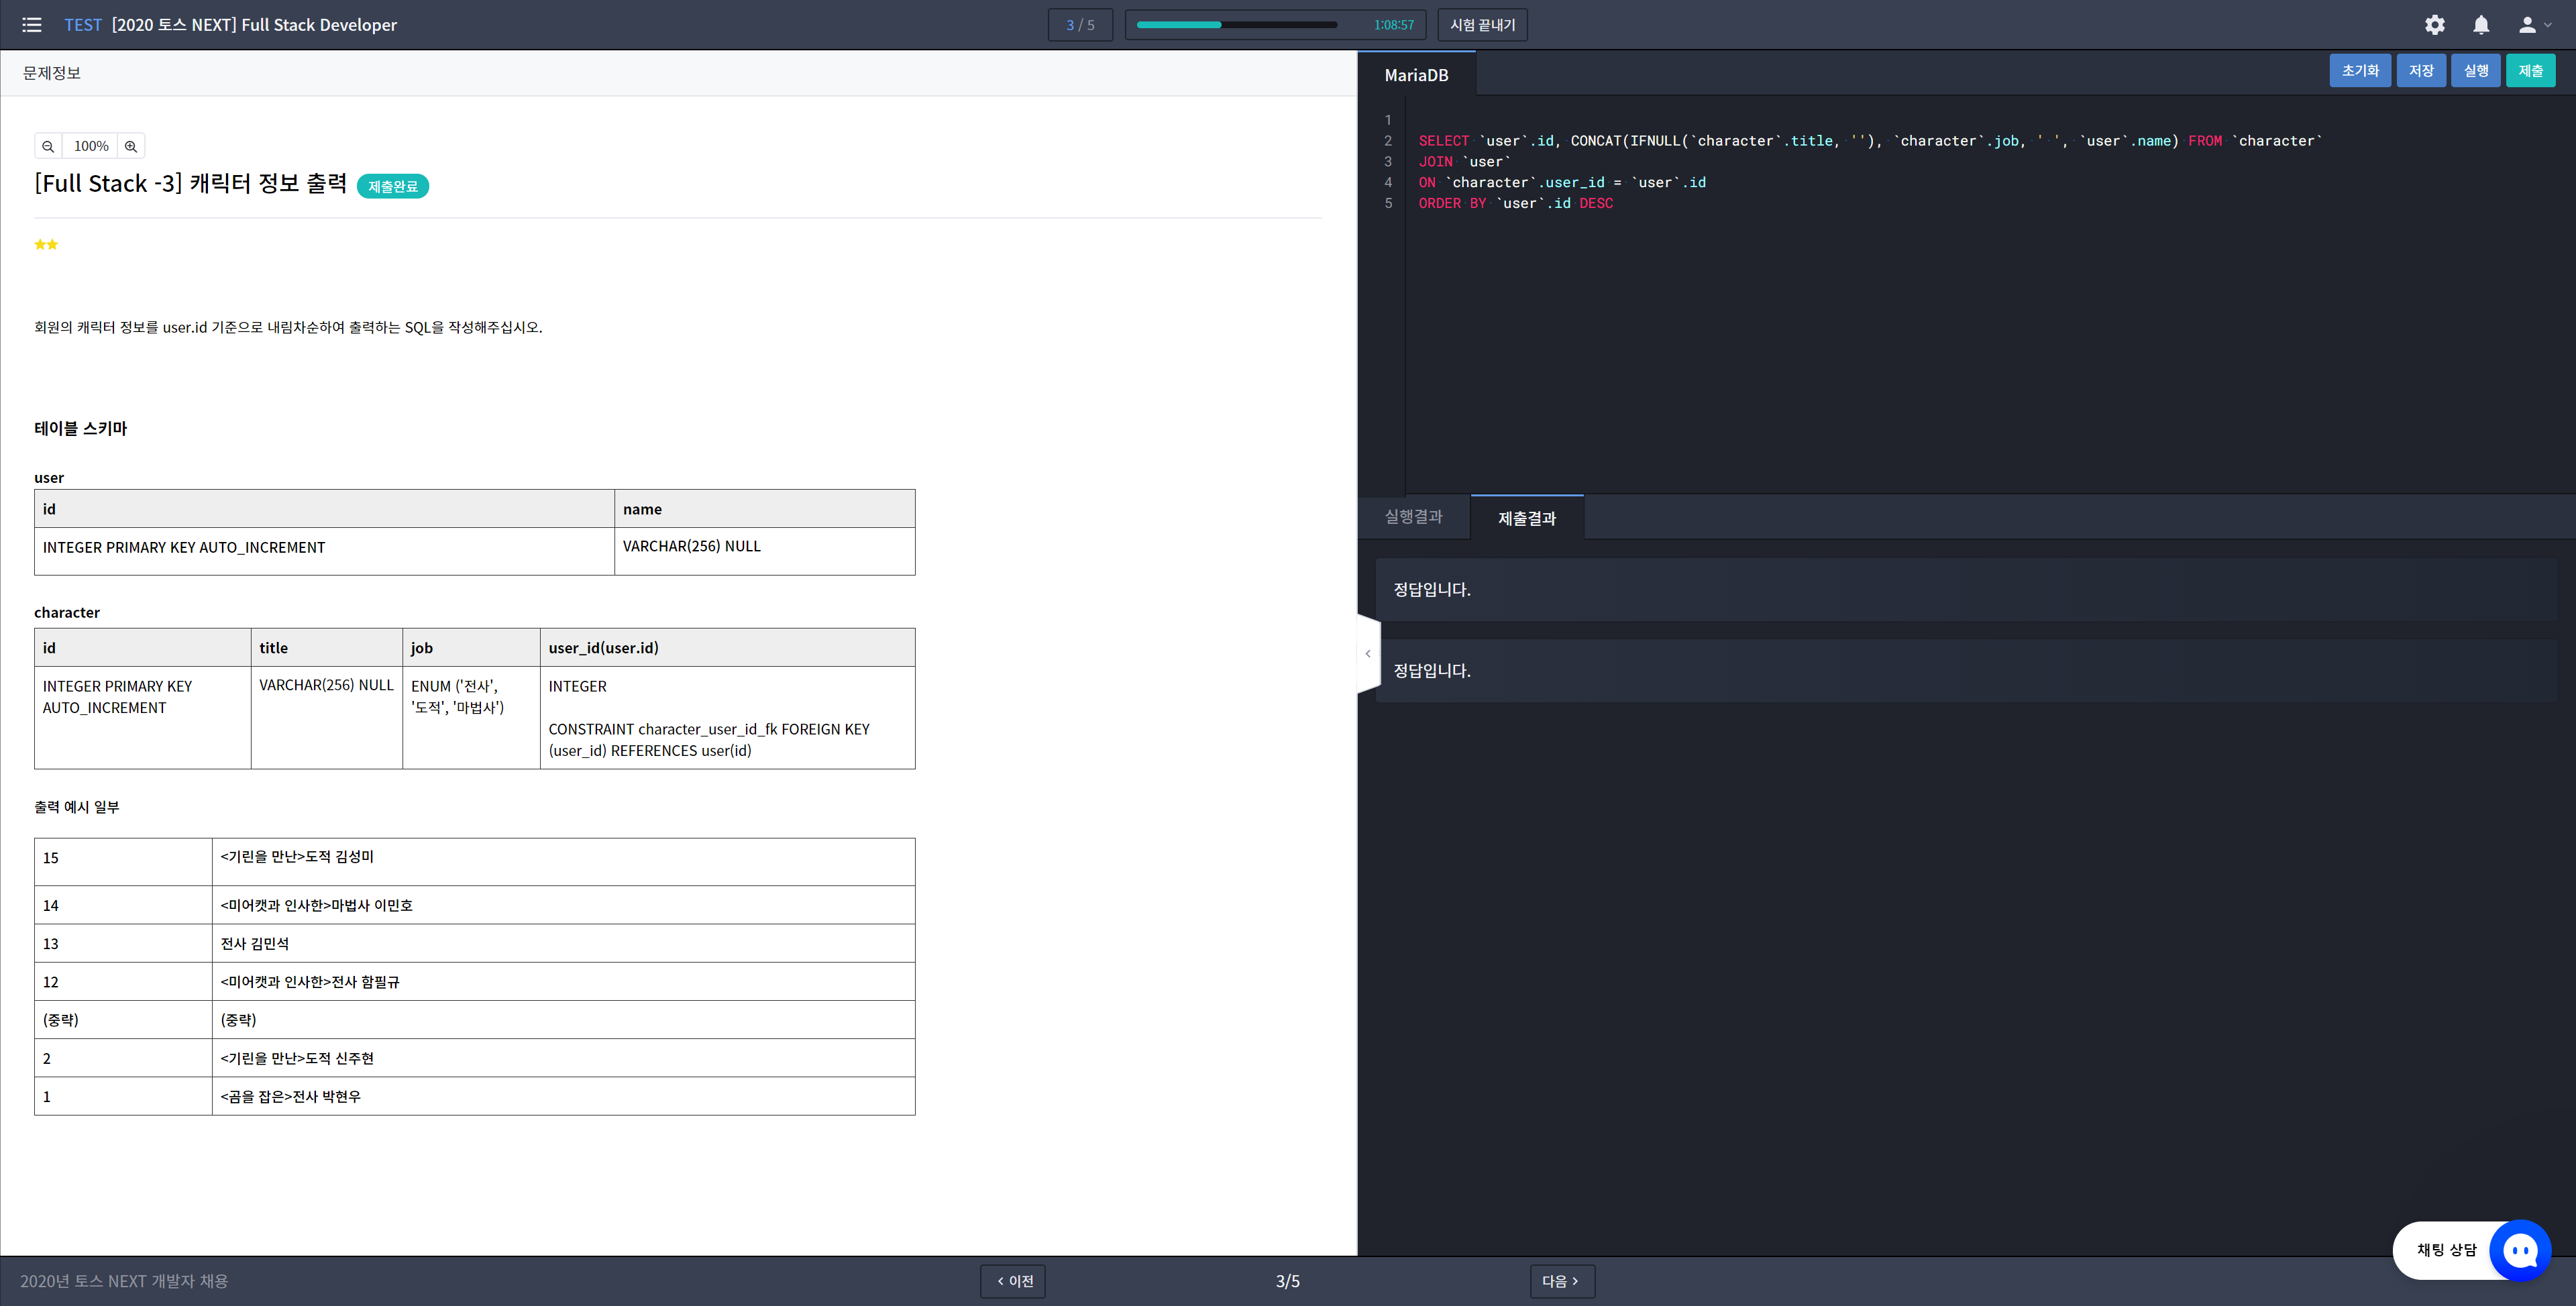 TEST [2020 토스 NEXT] Full Stack Developer
3 / 5
1:08:57
시험 끝내기
문제정보
100%
[Full Stack -3] 캐릭터 정보 출력 제출완료
회원의 캐릭터 정보를 user.id 기준으로 내림차순하여 출력하는 SQL을 작성해주십시오.
테이블 스키마
user
id name
INTEGER PRIMARY KEY AUTO_INCREMENT VARCHAR(256) NULL
character
id title job user_id(user.id)
INTEGER PRIMARY KEY VARCHAR(256) NULL ENUM ('전사', INTEGER
AUTO_INCREMENT '도적', '마법사')
CONSTRAINT character_user_id_fk FOREIGN KEY
(user_id) REFERENCES user(id)
출력 예시 일부
15 <기린을 만난>도적 김성미
14 <미어캣과 인사한>마법사 이민호
13 전사 김민석
12 <미어캣과 인사한>전사 함필규
(중략) (중략)
2 <기린을 만난>도적 신주현
1 <곰을 잡은>전사 박현우
MariaDB
초기화 저장 실행 제출
1
2 SELECT `user`.id, CONCAT(IFNULL(`character`.title, ''), `character`.job, ' ', `user`.name) FROM `character`
3 JOIN `user`
4 ON `character`.user_id = `user`.id
5 ORDER BY `user`.id DESC
실행결과 제출결과
정답입니다.
정답입니다.
채팅 상담
2020년 토스 NEXT 개발자 채용
이전
3/5
다음